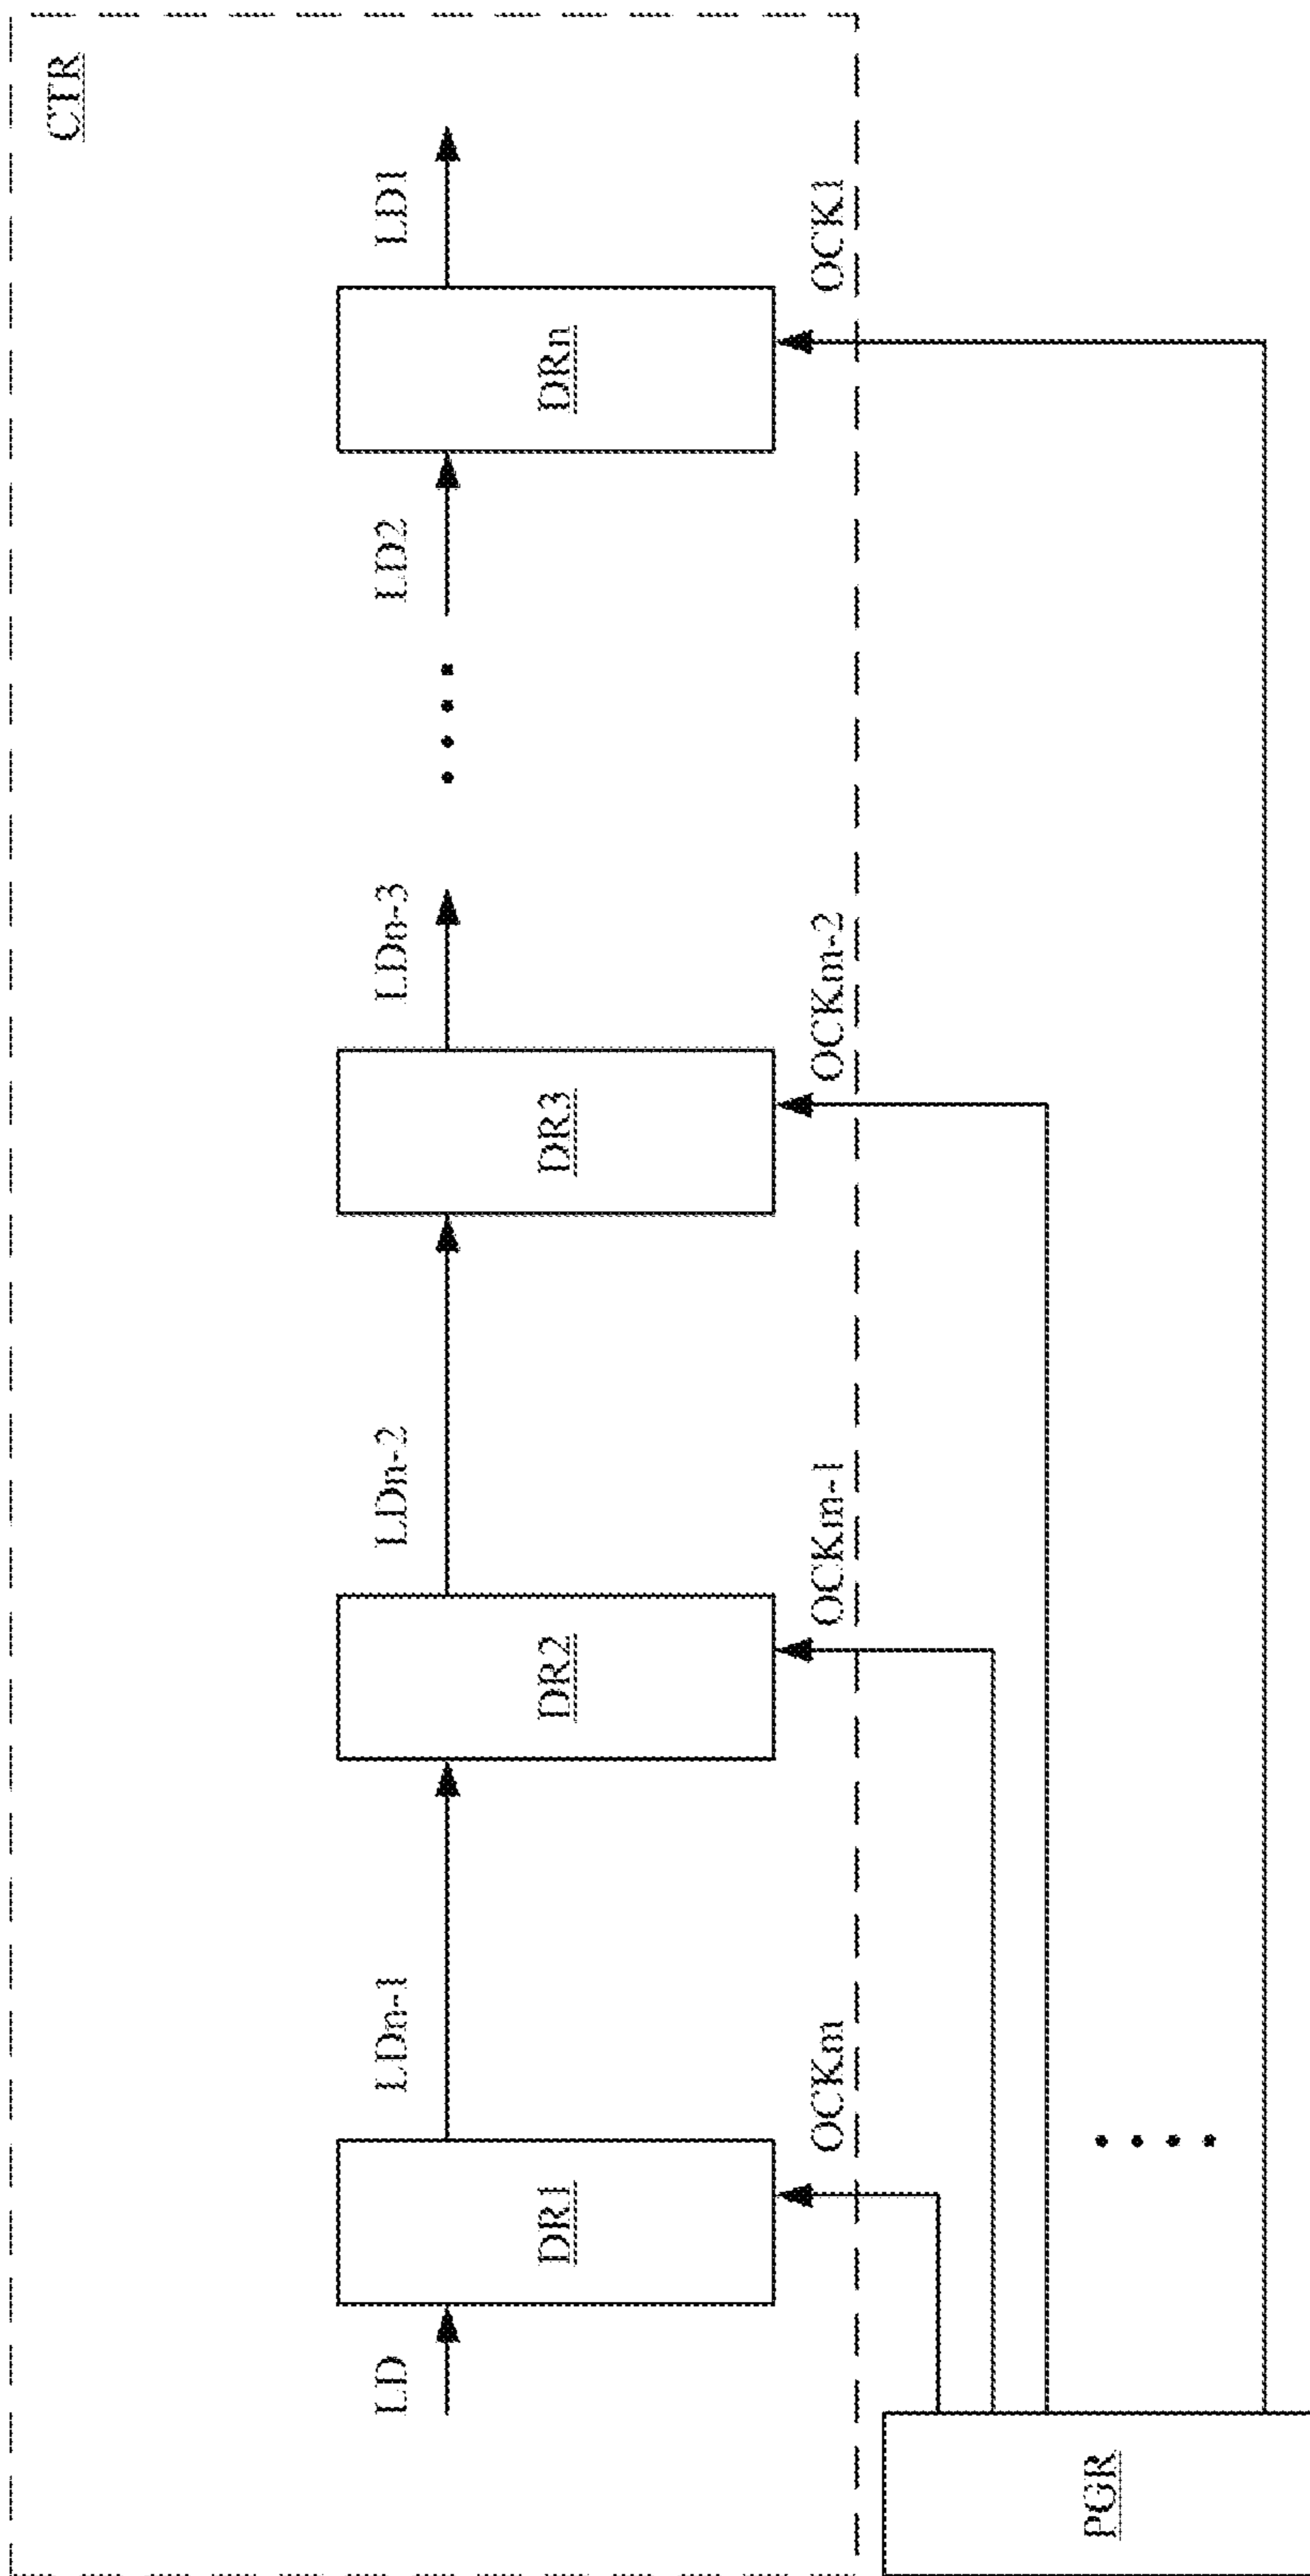 CTR
LD
LDn-1
LDn-2
LDn-3
LD2
LD1
DR1
DR2
DR3
DRn
OCKm
OCKm-1
OCKm-2
OCK1
PGR